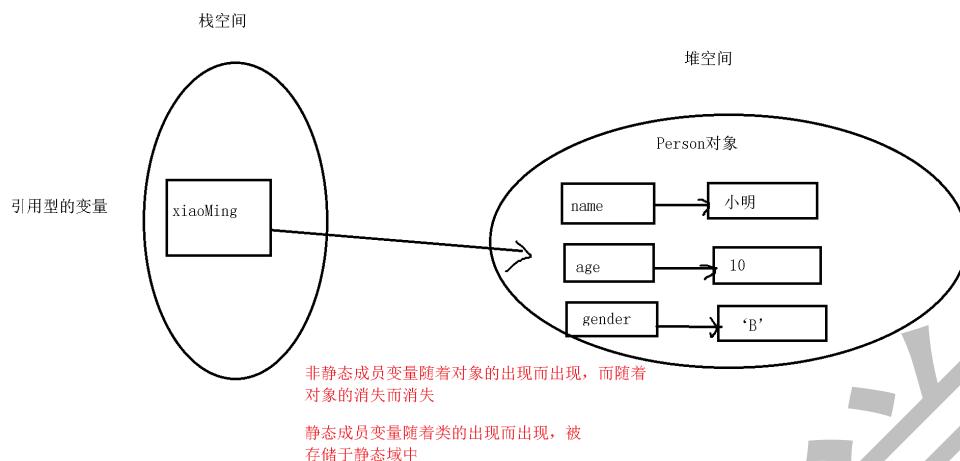 栈空间
堆空间
Person对象
引用型的变量
xiaoMing
name
小明
age
10
gender
‘B’
非静态成员变量随着对象的出现而出现，而随着
对象的消失而消失
静态成员变量随着类的出现而出现，被
存储于静态域中